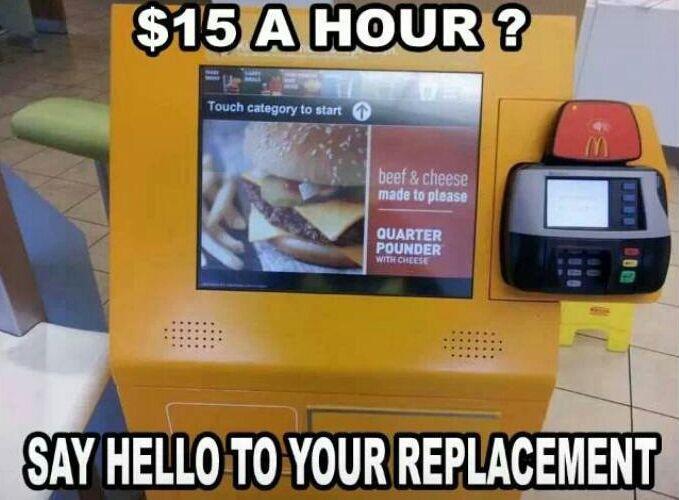 $15 A HOUR ?
Touch category to start
beef & cheese
made to please
QUARTER
POUNDER
WITH CHEESE
SAY HELLO TO YOUR REPLACEMENT